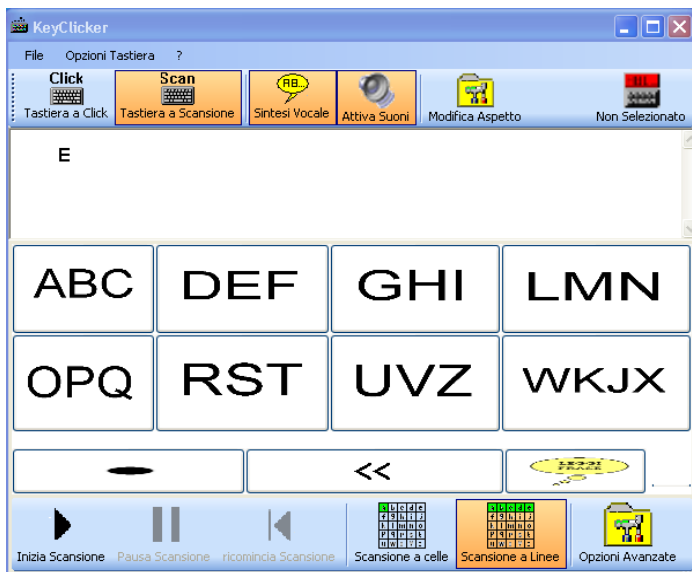 KeyClicker
File Opzioni Tastiera ?
Click Scan
Tastiera a Click Tastiera a Scansione Sintesi Vocale Attiva Suoni Modifica Aspetto Non Selezionato
E
ABC DEF GHI LMN
OPQ RST UVZ WKJX
<<
LEGGI
FRASE
Inizia Scansione Pausa Scansione ricomincia Scansione Scansione a celle Scansione a Linee Opzioni Avanzate